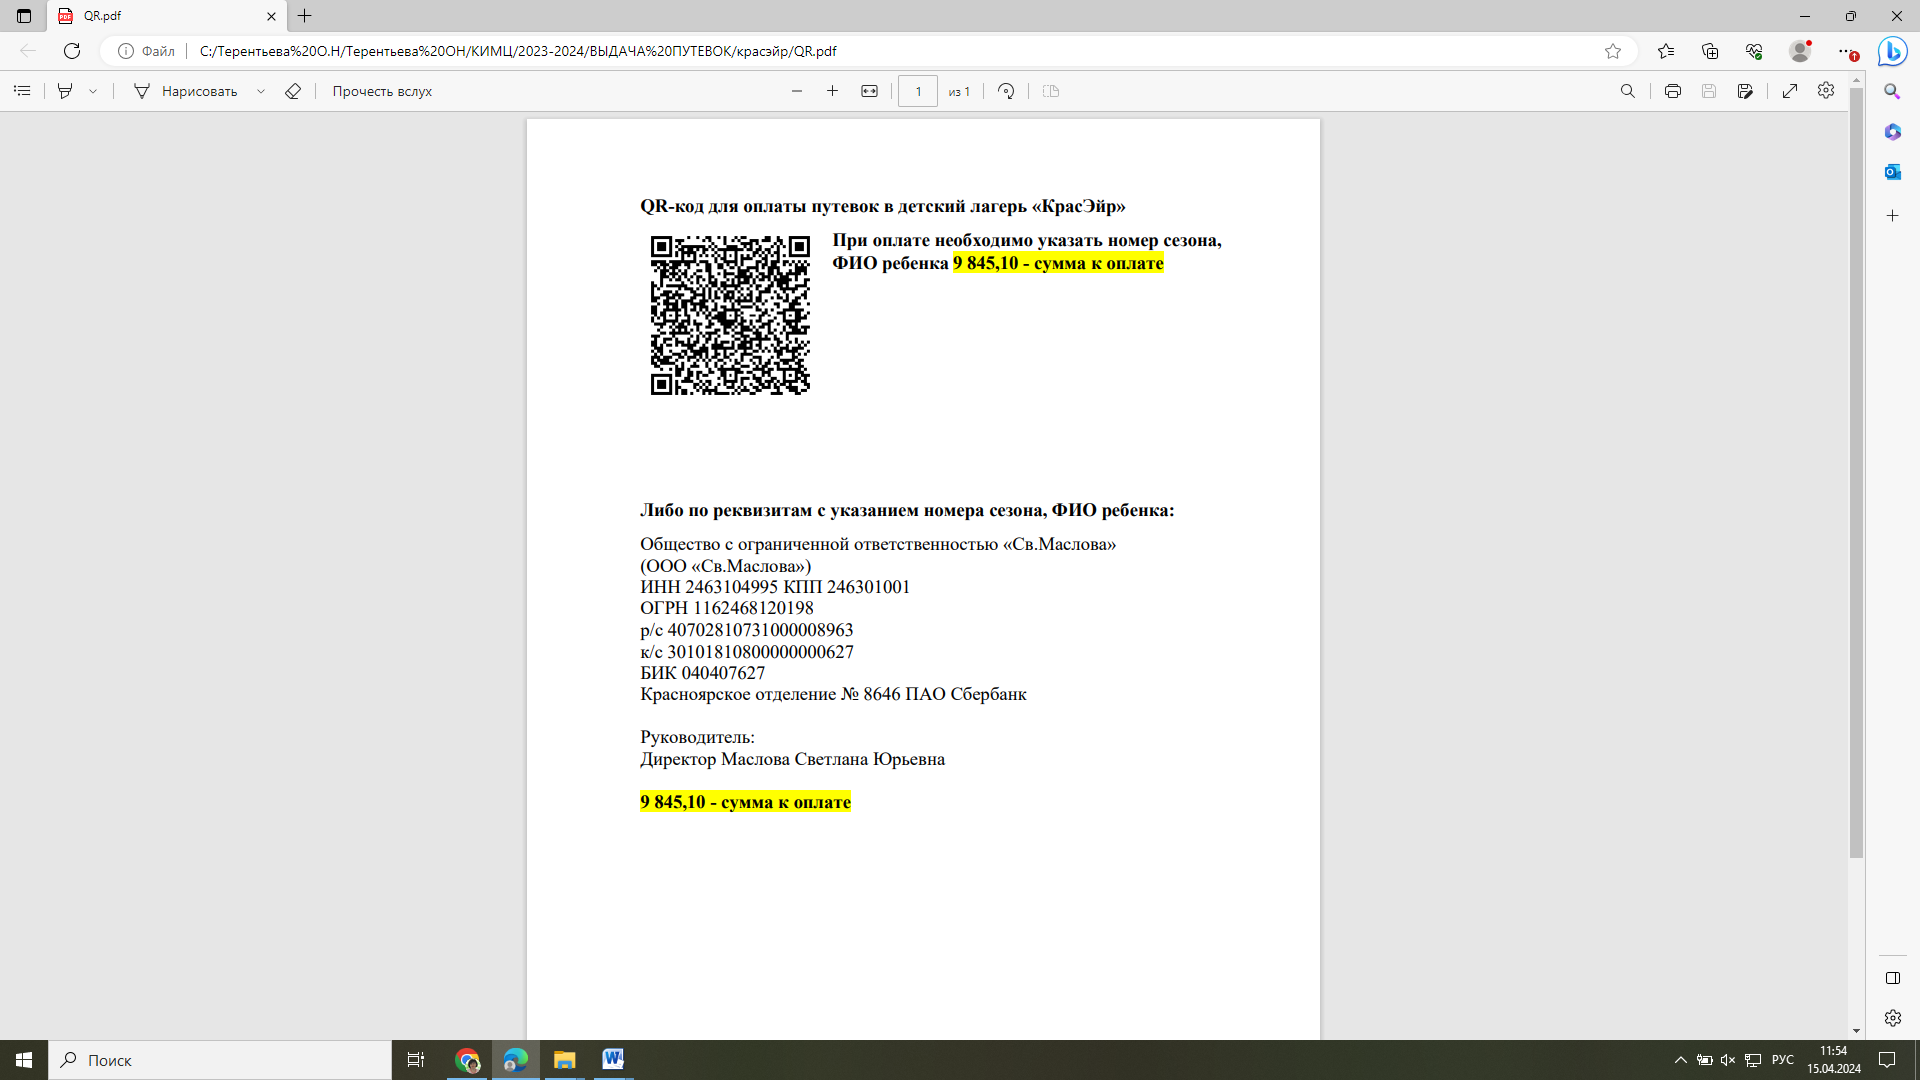 QR.pdf
Файл
C:/Терентьева%20О.Н/Терентьева%20ОН/КИМЦ/2023-2024/ВЫДАЧА%20ПУТЕВОК/красэйр/QR.pdf
Нарисовать
Прочесть вслух
1
из 1
QR-код для оплаты путевок в детский лагерь «КрасЭйр»
При оплате необходимо указать номер сезона,
ФИО ребенка 9 845,10 - сумма к оплате
Либо по реквизитам с указанием номера сезона, ФИО ребенка:
Общество с ограниченной ответственностью «Св.Маслова»
(ООО «Св.Маслова»)
ИНН 2463104995 КПП 246301001
ОГРН 1162468120198
р/с 40702810731000008963
к/с 30101810800000000627
БИК 040407627
Красноярское отделение № 8646 ПАО Сбербанк
Руководитель:
Директор Маслова Светлана Юрьевна
9 845,10 - сумма к оплате
Поиск
РУС
11:54
15.04.2024